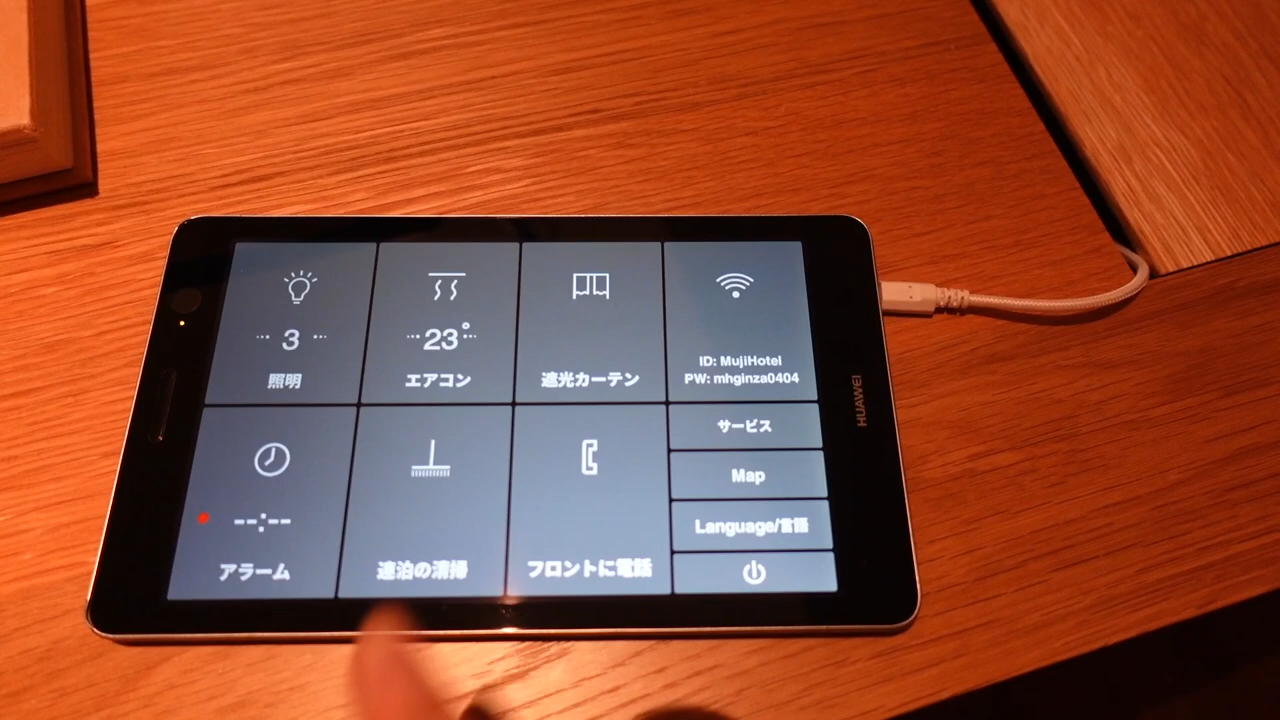 3
照明
23°
エアコン
遮光カーテン
ID: MujiHotel
PW: mhginza0404
--:--
アラーム
連泊の清掃
フロントに電話
サービス
Map
Language/言語
HUAWEI